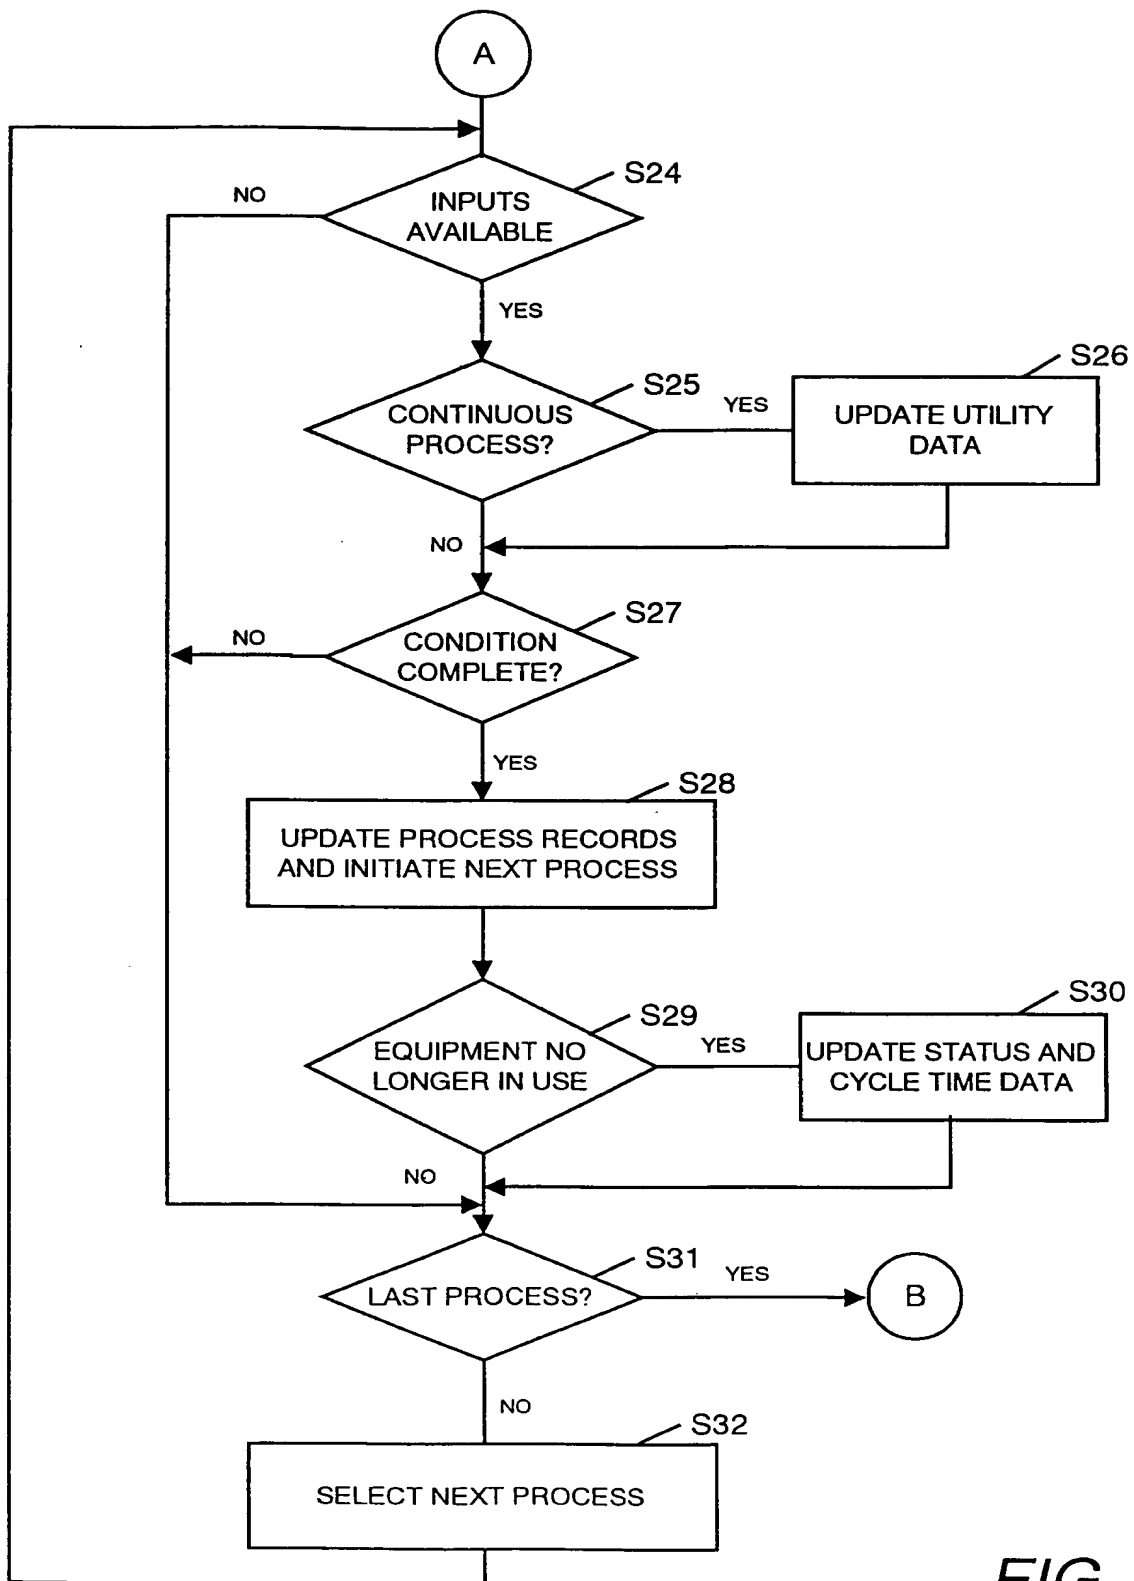 A
S24
NO
INPUTS
AVAILABLE
YES
S25
S26
CONTINUOUS
PROCESS?
YES
UPDATE UTILITY
DATA
NO
S27
NO
CONDITION
COMPLETE?
YES
S28
UPDATE PROCESS RECORDS
AND INITIATE NEXT PROCESS
S29
S30
EQUIPMENT NO
LONGER IN USE
YES
UPDATE STATUS AND
CYCLE TIME DATA
NO
S31
LAST PROCESS?
YES
B
NO
S32
SELECT NEXT PROCESS
FIG